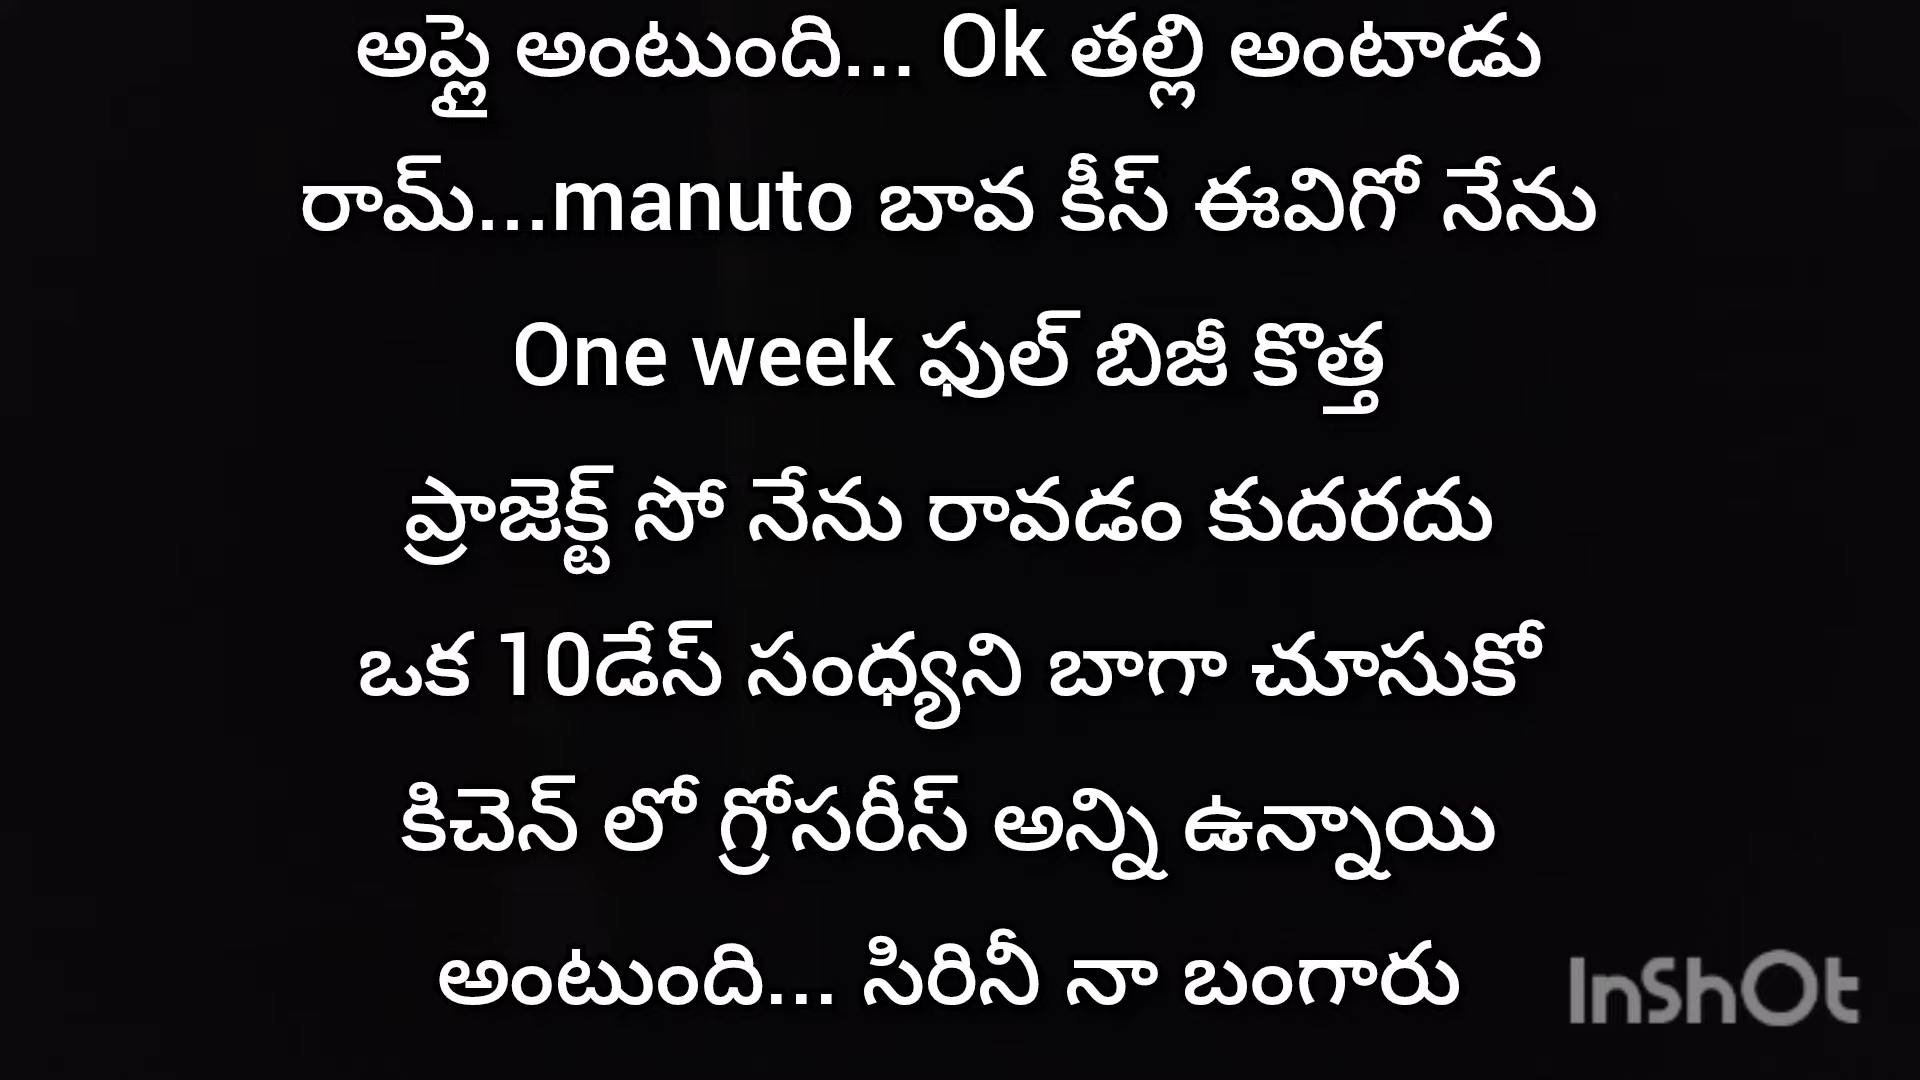 అప్లై అంటుంది... Ok తల్లి అంటాడు
రామ్...manuto బావ కీస్ ఈవిగో నేను
One week ఫుల్ బిజీ కొత్త
ప్రాజెక్ట్ సో నేను రావడం కుదరదు
ఒక 10డేస్ సంధ్యని బాగా చూసుకో
కిచెన్ లో గ్రోసరీస్ అన్ని ఉన్నాయి
అంటుంది... సిరినీ నా బంగారు
InShOt